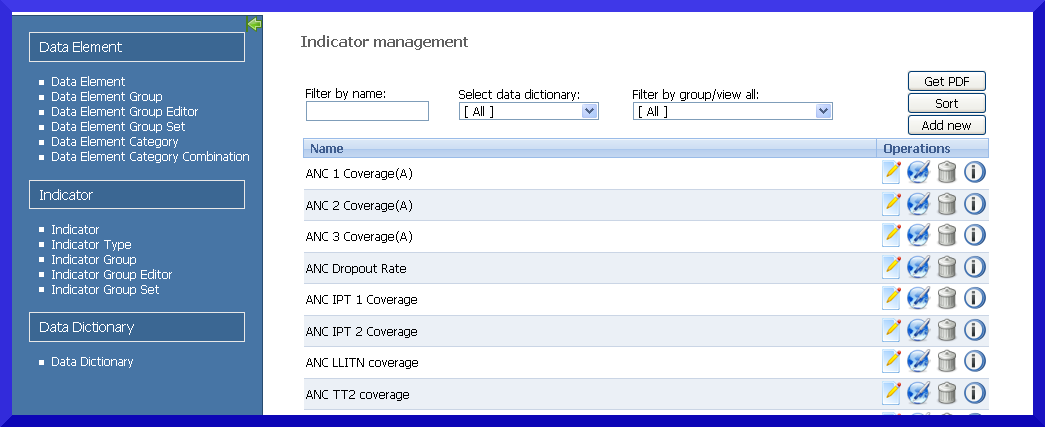 Data Element
Data Element
Data Element Group
Data Element Group Editor
Data Element Group Set
Data Element Category
Data Element Category Combination
Indicator
Indicator
Indicator Type
Indicator Group
Indicator Group Editor
Indicator Group Set
Data Dictionary
Data Dictionary
Indicator management
Filter by name:
Select data dictionary:
[ All ]
Filter by group/view all:
[ All ]
Get PDF
Sort
Add new
Name Operations
ANC 1 Coverage(A)
ANC 2 Coverage(A)
ANC 3 Coverage(A)
ANC Dropout Rate
ANC IPT 1 Coverage
ANC IPT 2 Coverage
ANC LLITN coverage
ANC TT2 coverage